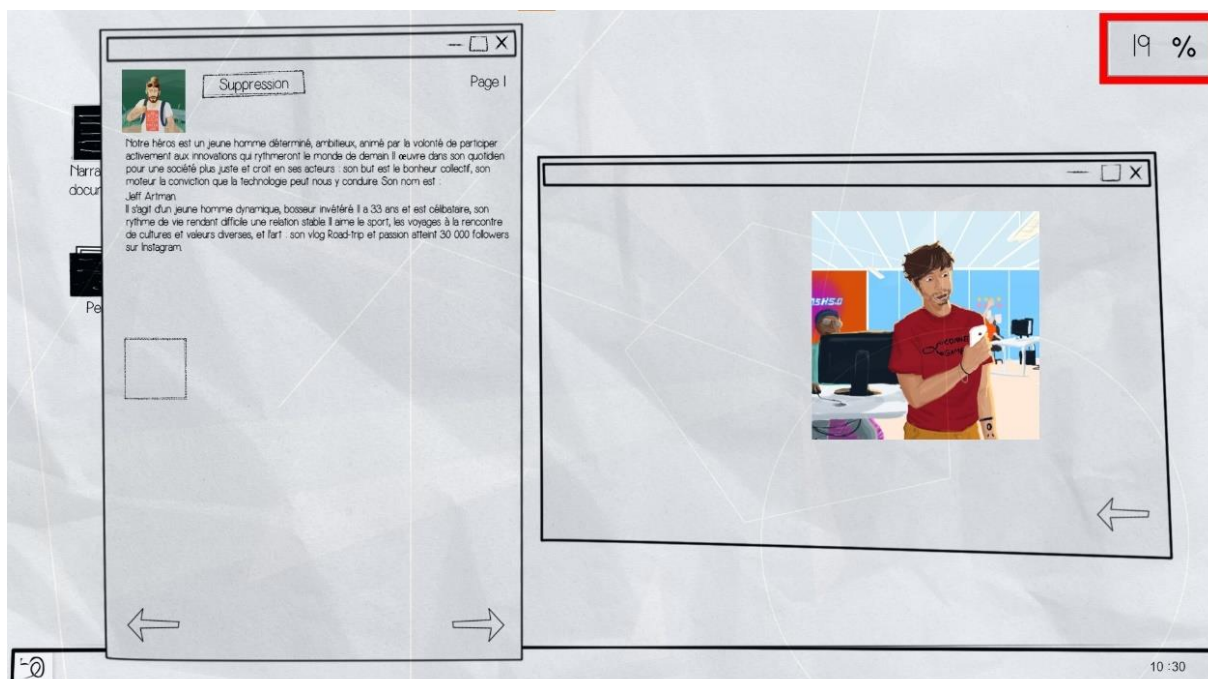 19 %
Suppression
Page 1
Notre héros est un jeune homme déterminé, ambitieux, animé par la volonté de participer
activement aux innovations qui rythmeront le monde de demain Il œuvre dans son quotidien
pour une société plus juste et croit en ses acteurs : son but est le bonheur collectif, son
moteur la conviction que la technologie peut nous y conduire. Son nom est :
Jeff Artman
Il s'agit d'un jeune homme dynamique, bosseur invétéré Il a 33 ans et est célibataire, son
rythme de vie rendant difficile une relation stable Il aime le sport, les voyages à la rencontre
de cultures et valeurs diverses, et l'art : son vlog Road-trip et passion atteint 30 000 followers
sur Instagram.
Narra
docur
Pe
10 :30